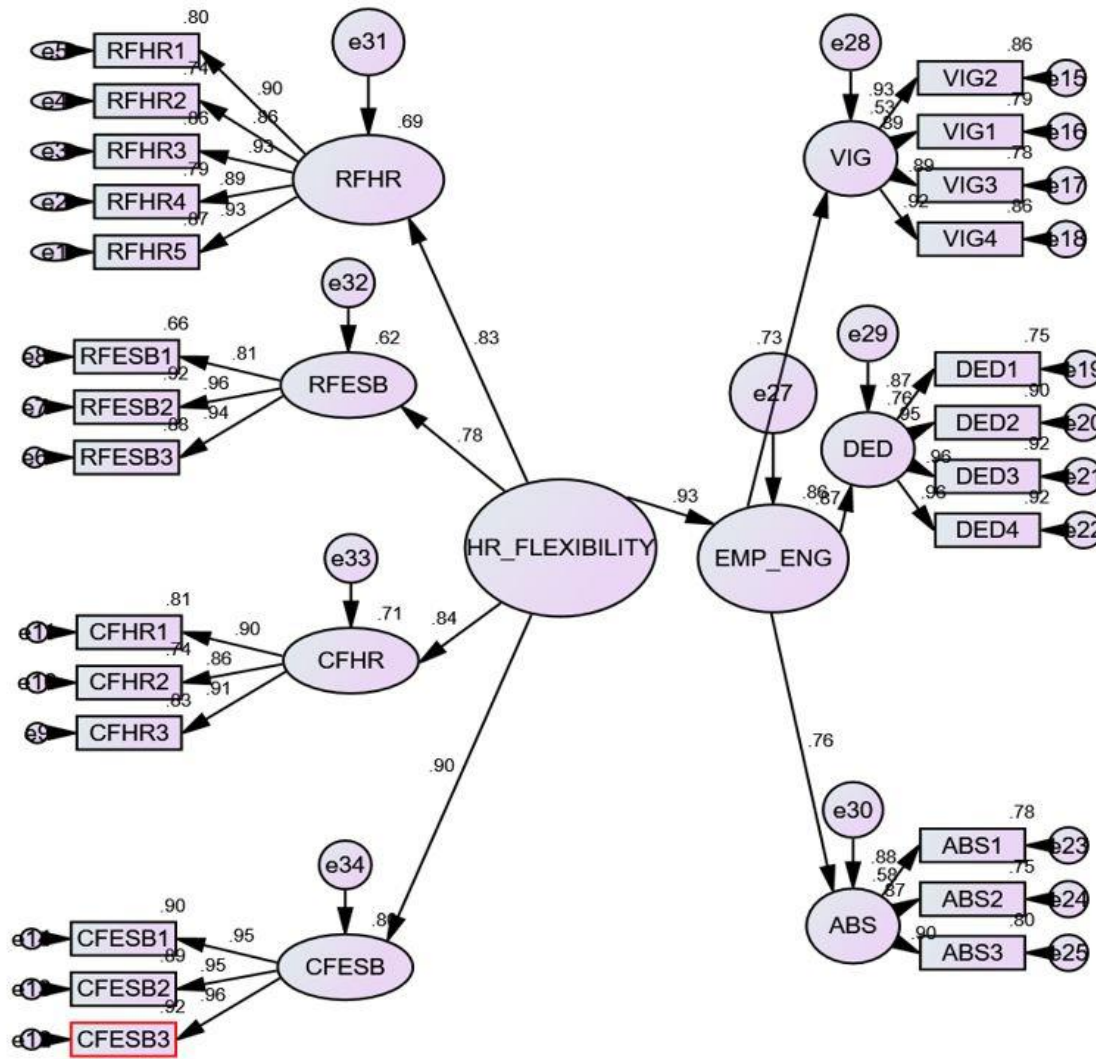 .80
e5 RFHR1
.74
e4 RFHR2
.86
e3 RFHR3
.79
e2 RFHR4
.87
e1 RFHR5
.90
.86
.93
.89
.93
e31
.69
RFHR
e32
.62
RFESB
.66
e8 RFESB1
.92
e7 RFESB2
.88
e6 RFESB3
.81
.96
.94
e33
.71
CFHR
.81
CFHR1
.74
CFHR2
.83
e9 CFHR3
.90
.86
.91
e34
CFESB
.90
CFESB1
.89
CFESB2
.92
CFESB3
.95
.95
.96
.83
.78
.84
.90
HR_FLEXIBILITY
.93
e27
.86
EMP_ENG
.73
.87
.76
e28
VIG
.53
.93
.89
.89
.92
.86
VIG2 e15
.79
VIG1 e16
.78
VIG3 e17
.86
VIG4 e18
e29
DED
.76
.87
.95
.96
.96
.75
DED1 e19
.90
DED2 e20
.92
DED3 e21
.92
DED4 e22
e30
ABS
.58
.88
.87
.90
.78
ABS1 e23
.75
ABS2 e24
.80
ABS3 e25